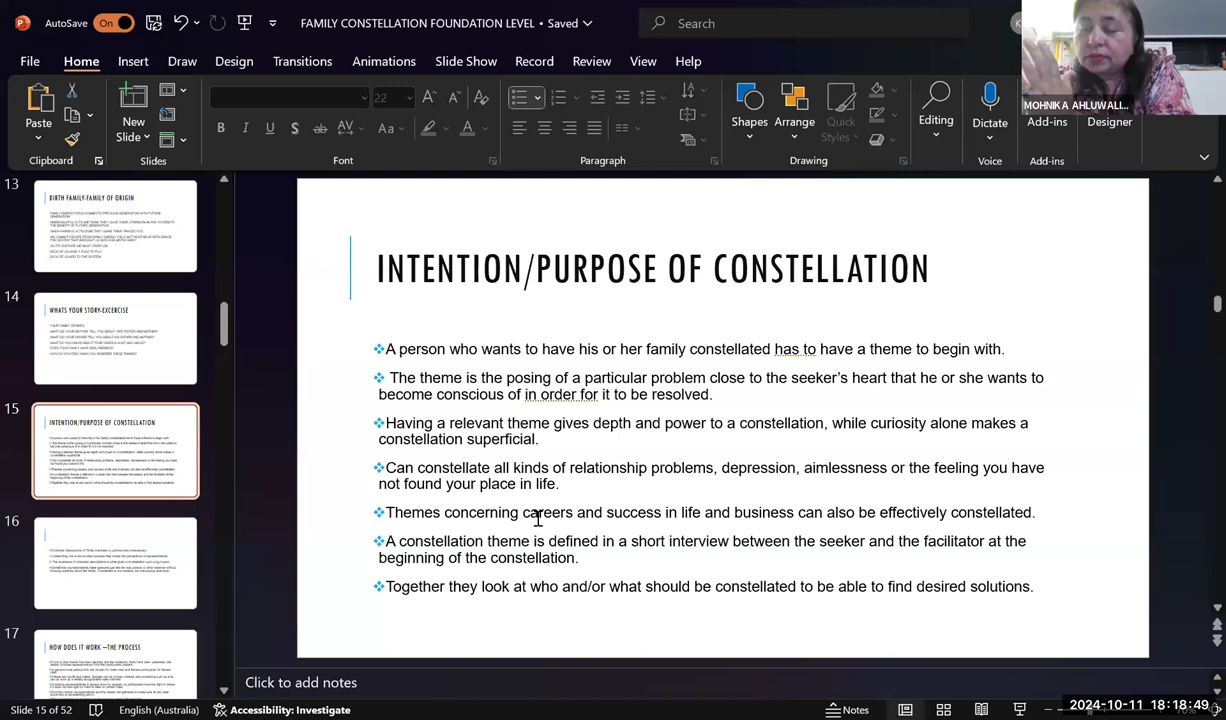 AutoSave On FAMILY CONSTELLATION FOUNDATION LEVEL • Saved Search
File Home Insert Draw Design Transitions Animations Slide Show Record Review View Help
MOHNIKA AHLUWALI...
Paste New Slide 22 Shapes Arrange Quick Styles Editing Dictate Add-ins Designer
Clipboard Slides Font Paragraph Drawing Voice Add-ins
13
BIRTH FAMILY-FAMILY OF ORIGIN
14
WHATS YOUR STORY-EXCERCISE
15
INTENTION/PURPOSE OF CONSTELLATION
16
17
HOW DOES IT WORK –THE PROCESS
INTENTION/PURPOSE OF CONSTELLATION
❖A person who wants to have his or her family constellated has to have a theme to begin with.
❖ The theme is the posing of a particular problem close to the seeker’s heart that he or she wants to
become conscious of in order for it to be resolved.
❖Having a relevant theme gives depth and power to a constellation, while curiosity alone makes a
constellation superficial.
❖Can constellate all kinds of relationship problems, depression, aimlessness or the feeling you have
not found your place in life.
❖Themes concerning careers and success in life and business can also be effectively constellated.
❖A constellation theme is defined in a short interview between the seeker and the facilitator at the
beginning of the constellation.
❖Together they look at who and/or what should be constellated to be able to find desired solutions.
Click to add notes
Slide 15 of 52 English (Australia) Accessibility: Investigate Notes
2024-10-11 18:18:49